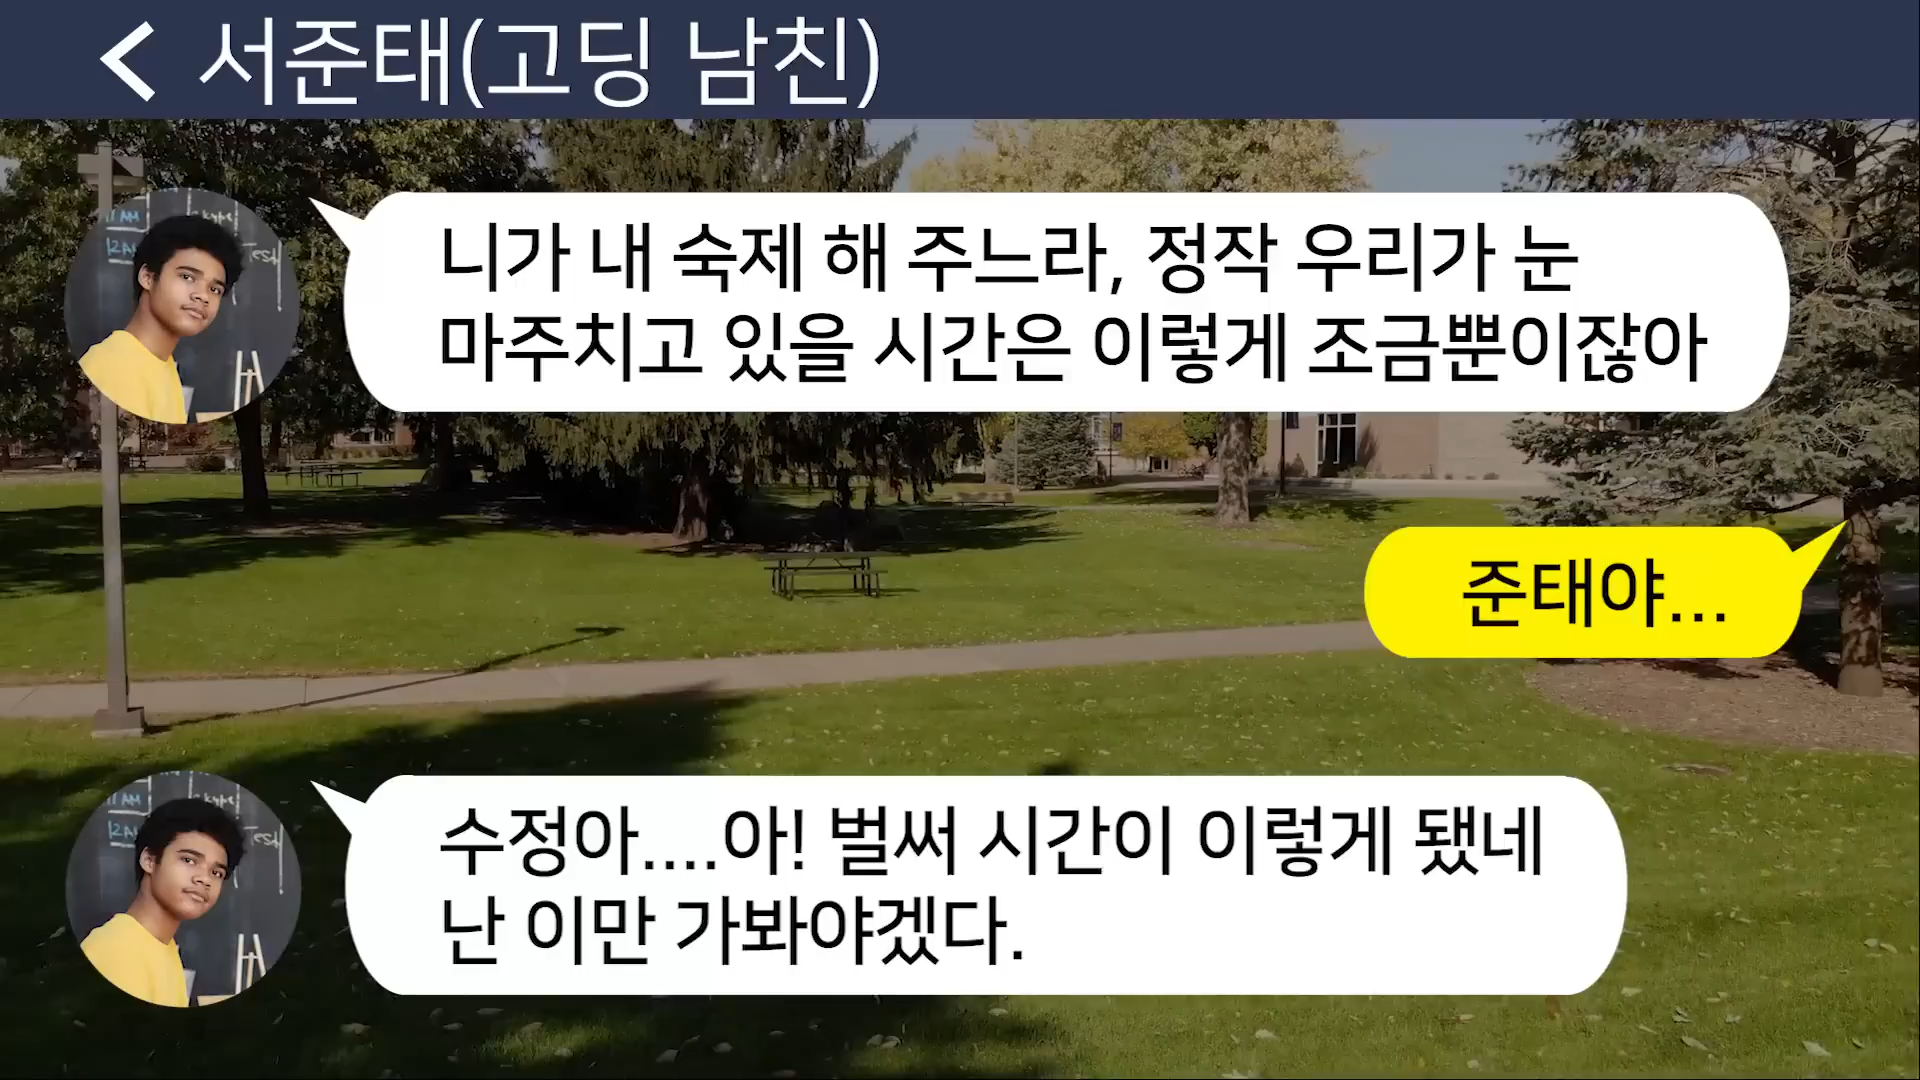 서준태(고딩 남친)
니가 내 숙제 해 주느라, 정작 우리가 눈
마주치고 있을 시간은 이렇게 조금뿐이잖아
준태야...
수정아....아! 벌써 시간이 이렇게 됐네
난 이만 가봐야겠다.